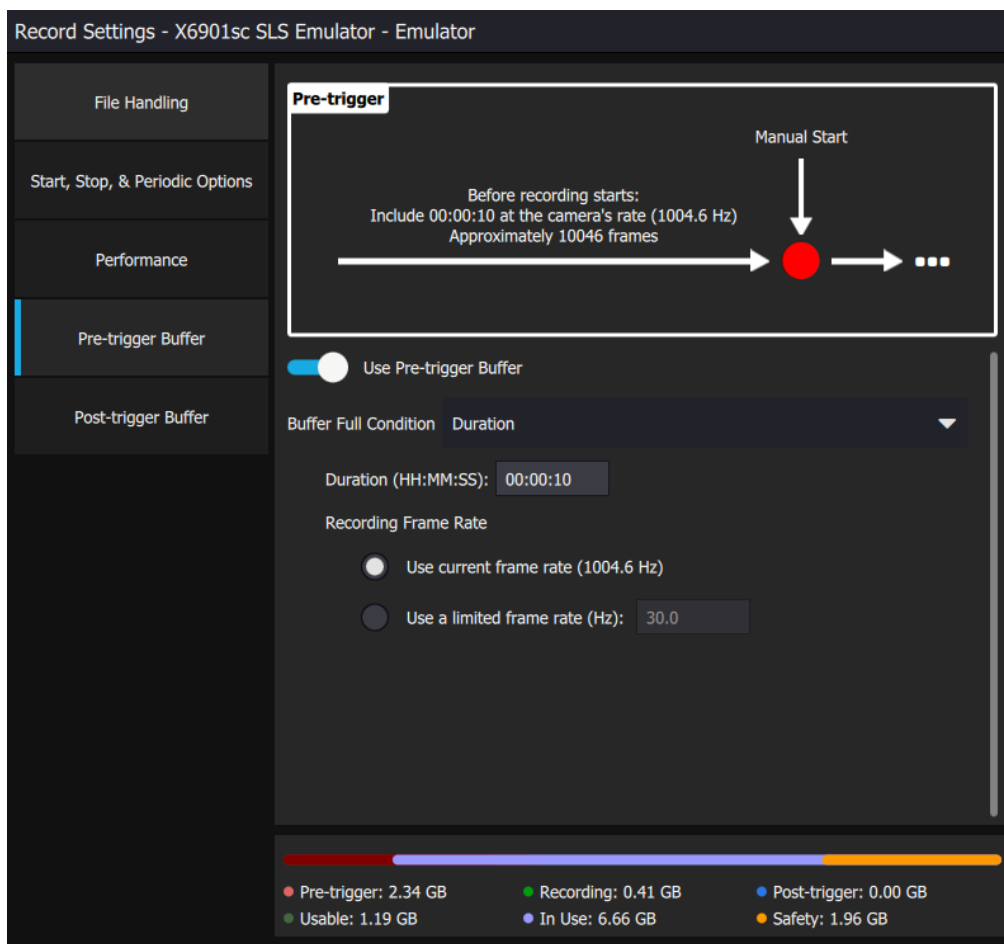 Record Settings - X6901sc SLS Emulator - Emulator
File Handling
Start, Stop, & Periodic Options
Performance
Pre-trigger Buffer
Post-trigger Buffer
Pre-trigger
Manual Start
Before recording starts:
Include 00:00:10 at the camera's rate (1004.6 Hz)
Approximately 10046 frames
Use Pre-trigger Buffer
Buffer Full Condition Duration
Duration (HH:MM:SS): 00:00:10
Recording Frame Rate
Use current frame rate (1004.6 Hz)
Use a limited frame rate (Hz): 30.0
Pre-trigger: 2.34 GB Recording: 0.41 GB Post-trigger: 0.00 GB
Usable: 1.19 GB In Use: 6.66 GB Safety: 1.96 GB